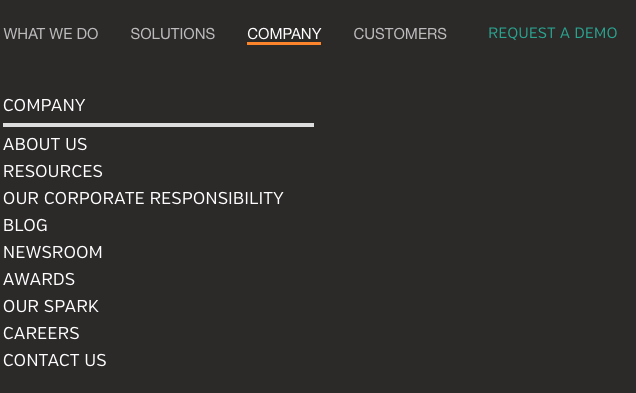 WHAT WE DO SOLUTIONS COMPANY CUSTOMERS REQUEST A DEMO
COMPANY
ABOUT US
RESOURCES
OUR CORPORATE RESPONSIBILITY
BLOG
NEWSROOM
AWARDS
OUR SPARK
CAREERS
CONTACT US